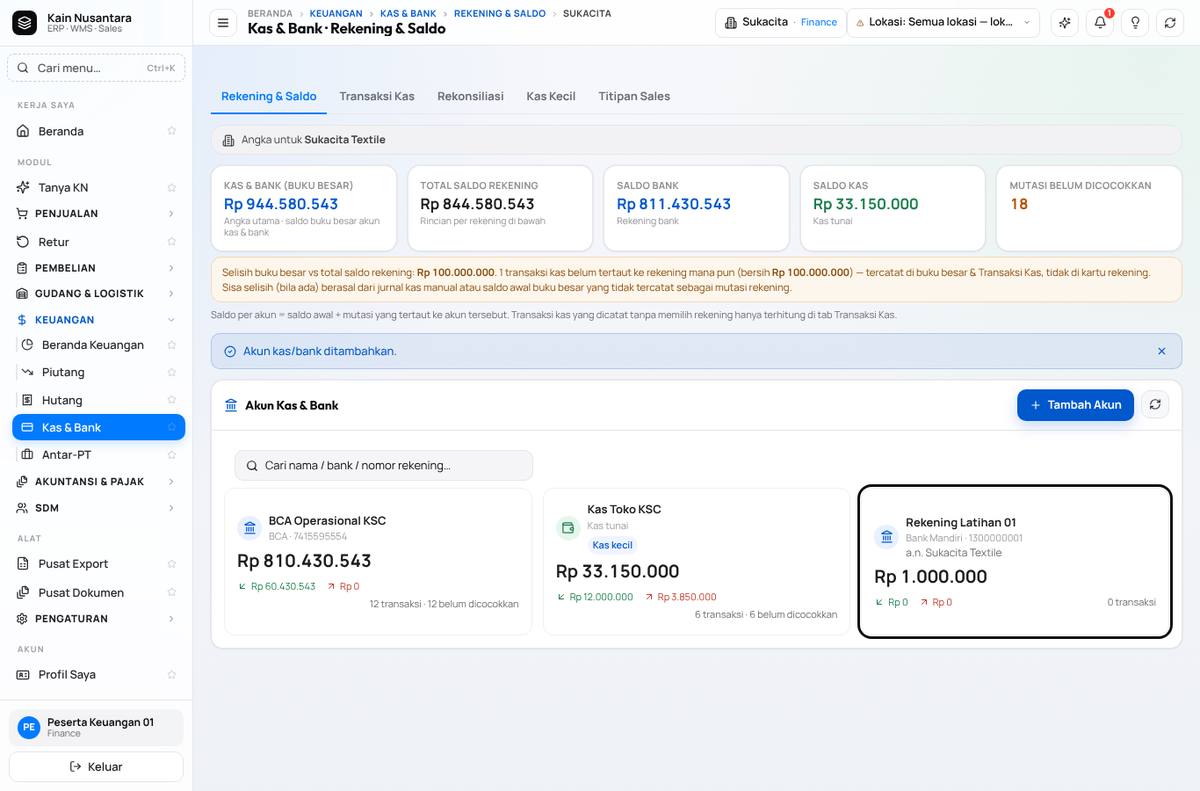 Kain Nusantara
ERP · WMS · Sales
Cari menu... Ctrl+K
KERJA SAYA
Beranda
MODUL
Tanya KN
PENJUALAN
Retur
PEMBELIAN
GUDANG & LOGISTIK
KEUANGAN
Beranda Keuangan
Piutang
Hutang
Kas & Bank
Antar-PT
AKUNTANSI & PAJAK
SDM
ALAT
Pusat Export
Pusat Dokumen
PENGATURAN
AKUN
Profil Saya
PE
Peserta Keuangan 01
Finance
Keluar
BERANDA › KEUANGAN › KAS & BANK › REKENING & SALDO › SUKACITA
Kas & Bank · Rekening & Saldo
Sukacita · Finance
Lokasi: Semua lokasi — lok...
1
Rekening & Saldo
Transaksi Kas
Rekonsiliasi
Kas Kecil
Titipan Sales
Angka untuk Sukacita Textile
KAS & BANK (BUKU BESAR)
Rp 944.580.543
Angka utama · saldo buku besar akun
kas & bank
TOTAL SALDO REKENING
Rp 844.580.543
Rincian per rekening di bawah
SALDO BANK
Rp 811.430.543
Rekening bank
SALDO KAS
Rp 33.150.000
Kas tunai
MUTASI BELUM DICOCOKKAN
18
Selisih buku besar vs total saldo rekening: Rp 100.000.000. 1 transaksi kas belum tertaut ke rekening mana pun (bersih Rp 100.000.000) — tercatat di buku besar & Transaksi Kas, tidak di kartu rekening.
Sisa selisih (bila ada) berasal dari jurnal kas manual atau saldo awal buku besar yang tidak tercatat sebagai mutasi rekening.
Saldo per akun = saldo awal + mutasi yang tertaut ke akun tersebut. Transaksi kas yang dicatat tanpa memilih rekening hanya terhitung di tab Transaksi Kas.
Akun kas/bank ditambahkan.
Akun Kas & Bank
+ Tambah Akun
Cari nama / bank / nomor rekening...
BCA Operasional KSC
BCA · 7415595554
Rp 810.430.543
Rp 60.430.543 Rp 0
12 transaksi · 12 belum dicocokkan
Kas Toko KSC
Kas tunai
Kas kecil
Rp 33.150.000
Rp 12.000.000 Rp 3.850.000
6 transaksi · 6 belum dicocokkan
Rekening Latihan 01
Bank Mandiri · 1300000001
a.n. Sukacita Textile
Rp 1.000.000
Rp 0 Rp 0
0 transaksi